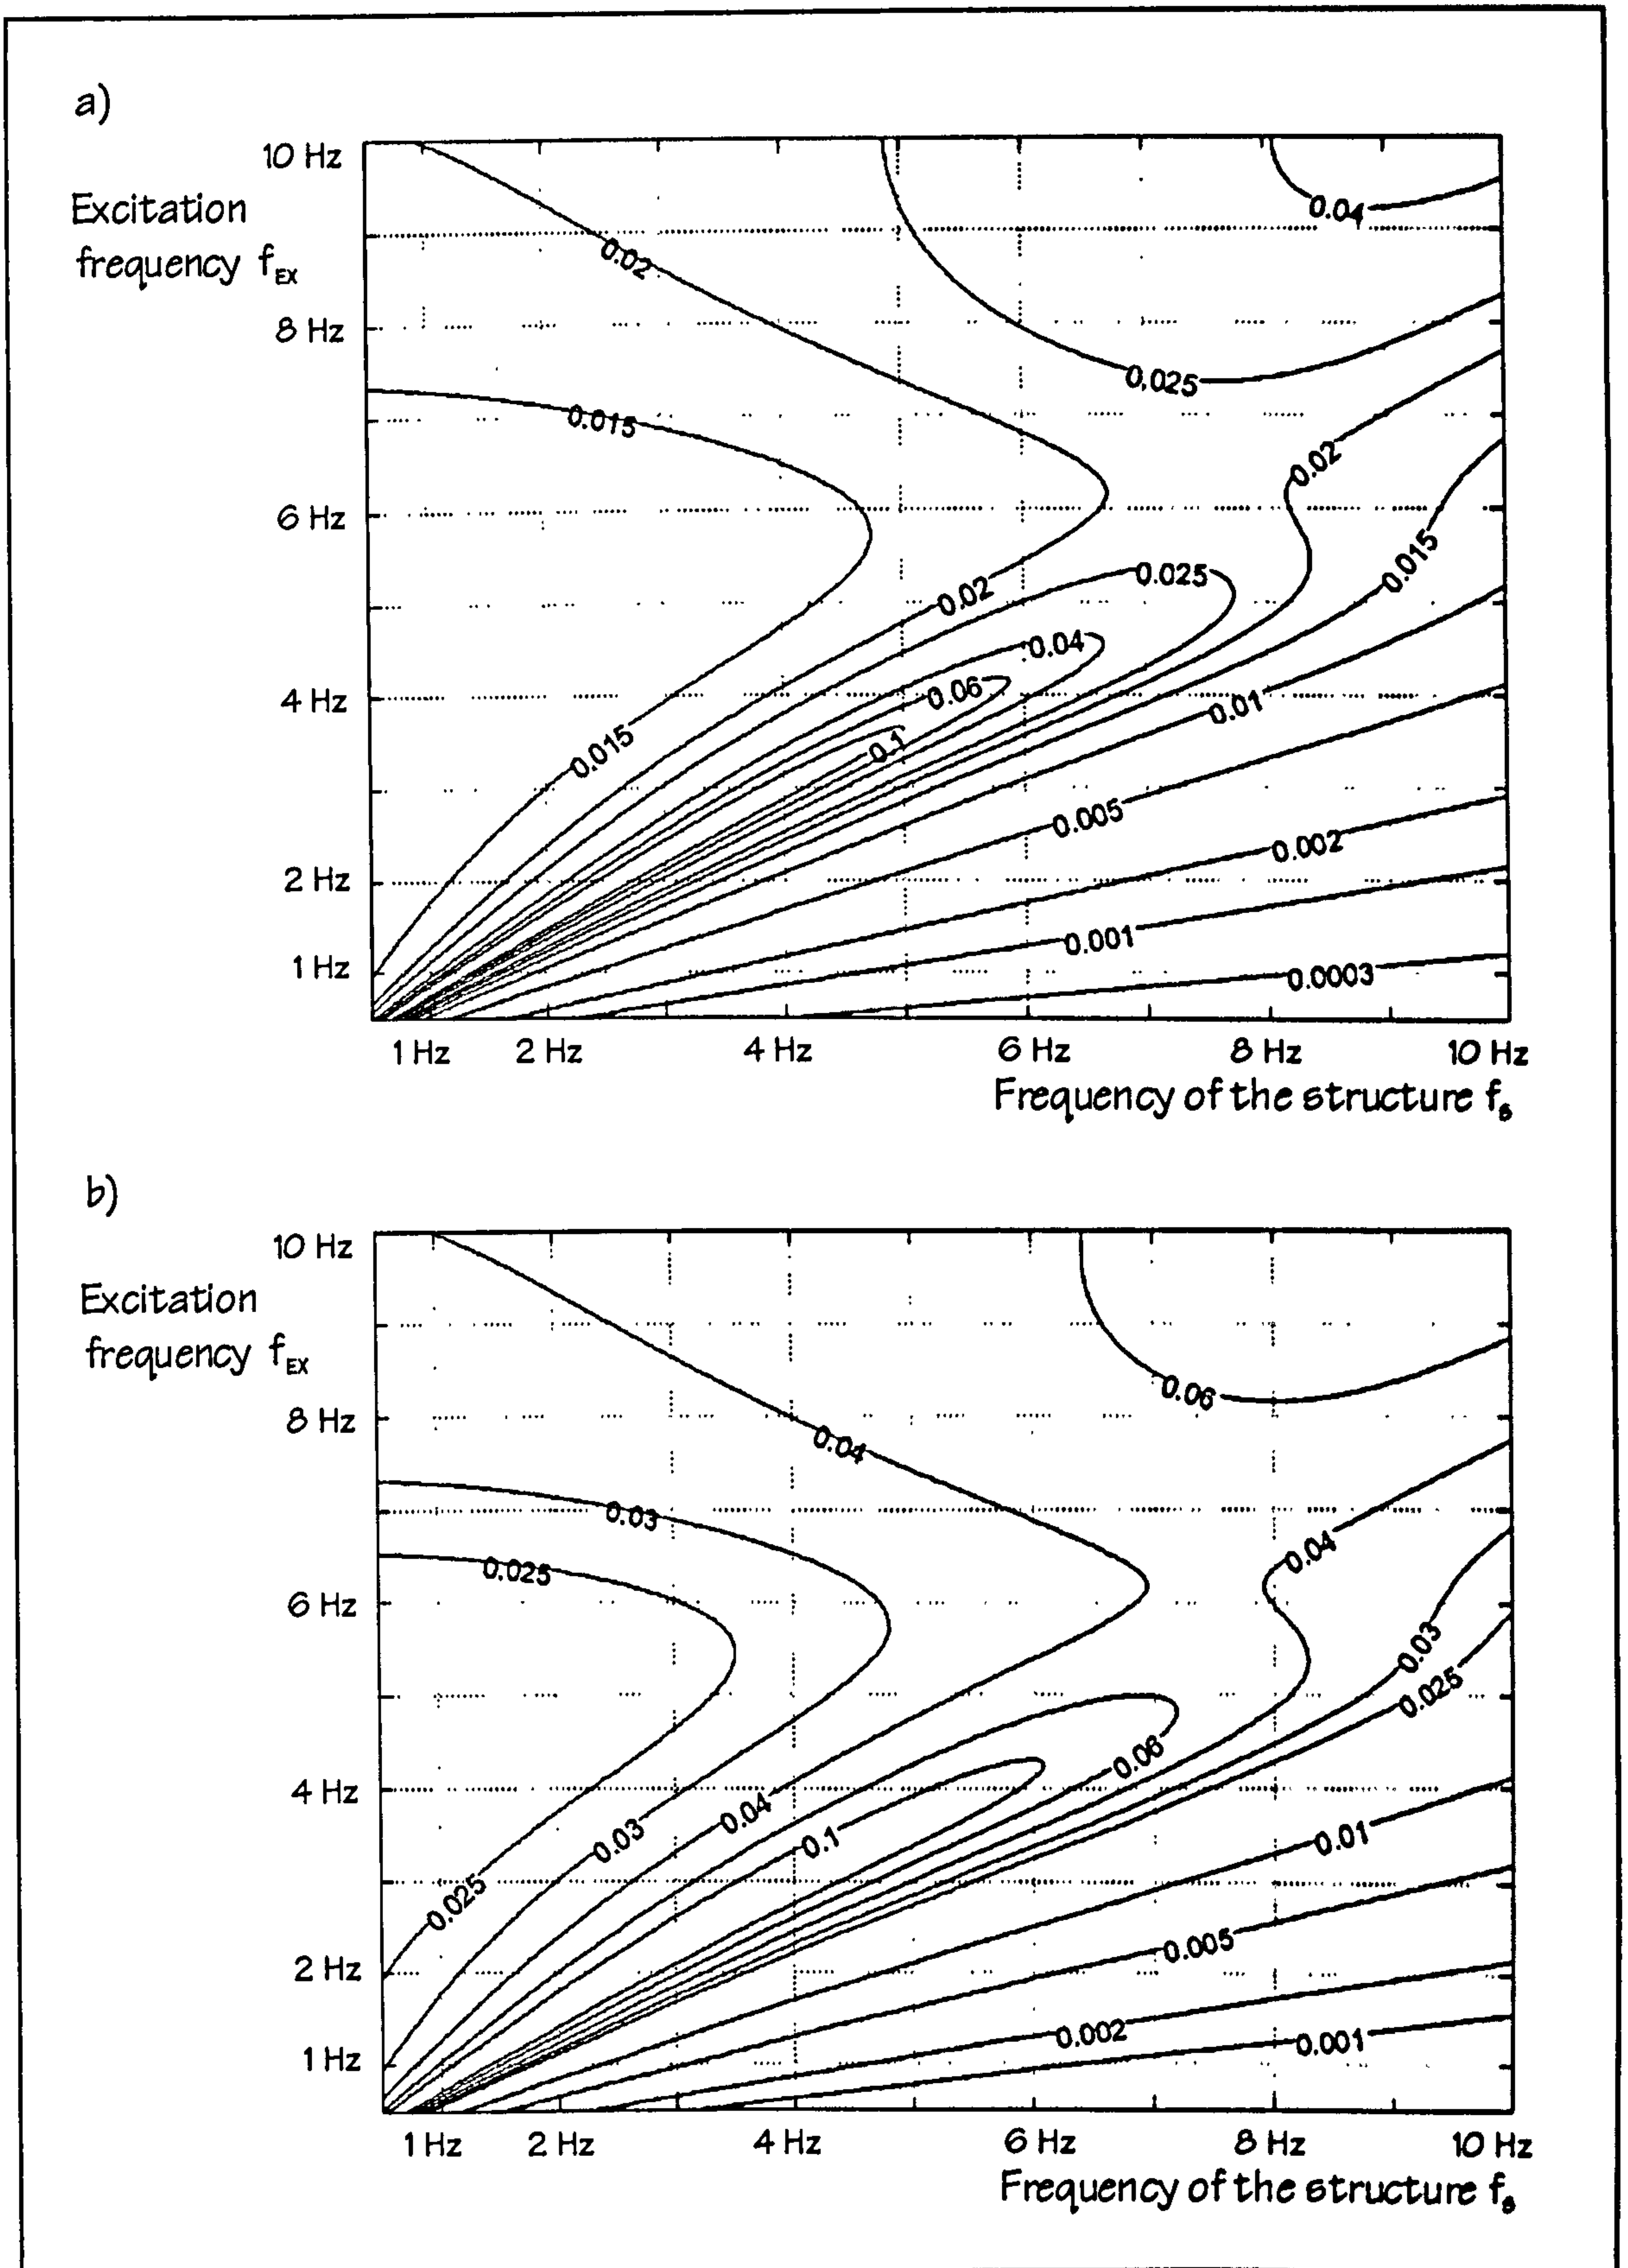 a)
10 Hz
Excitation
frequency fEX
8 Hz
6 Hz
4 Hz
2 Hz
1 Hz
0.04
0.02
0.025
0.015
0.02
0.015
0.025
0.02
0.04
0.06
0.01
0.1
0.015
0.005
0.002
0.001
0.0003
1 Hz 2 Hz 4 Hz 6 Hz 8 Hz 10 Hz
Frequency of the structure fs
b)
10 Hz
Excitation
frequency fEX
8 Hz
6 Hz
4 Hz
2 Hz
1 Hz
0.06
0.04
0.03
0.04
0.025
0.03
0.025
0.06
0.04
0.03
0.1
0.01
0.025
0.005
0.002
0.001
1 Hz 2 Hz 4 Hz 6 Hz 8 Hz 10 Hz
Frequency of the structure fs